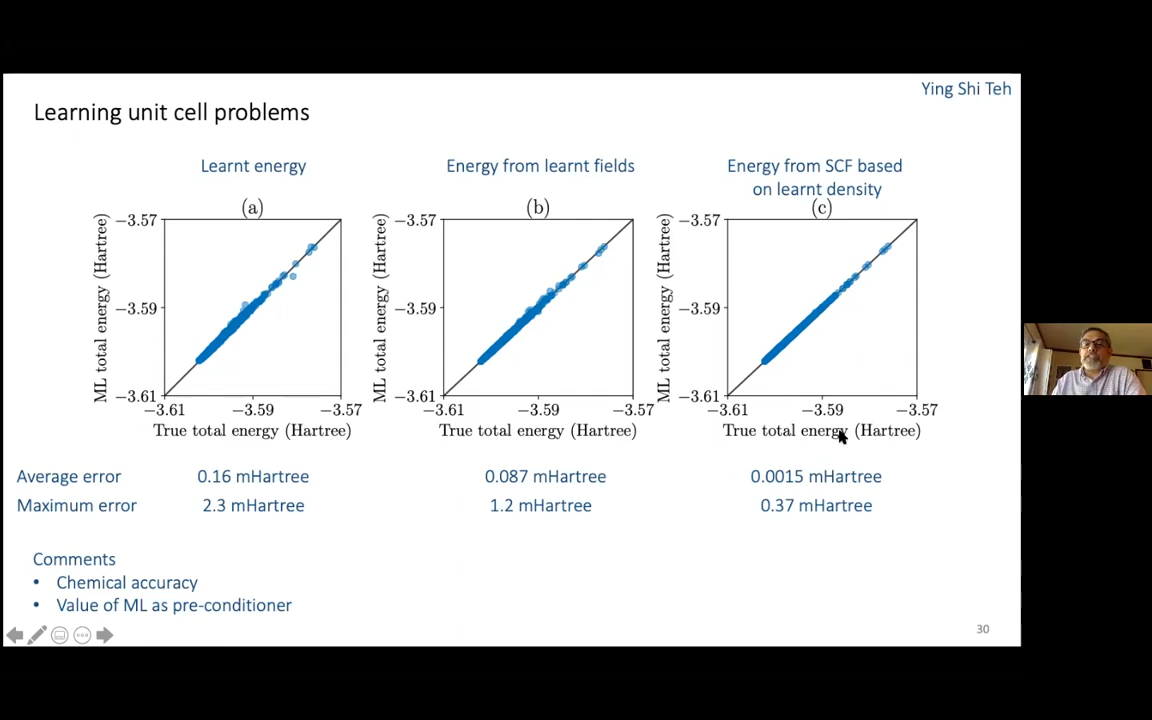 Ying Shi Teh
Learning unit cell problems
Learnt energy
Energy from learnt fields
Energy from SCF based
on learnt density
(a)
(b)
(c)
ML total energy (Hartree)
−3.57
−3.59
−3.61
−3.61
−3.59
−3.57
True total energy (Hartree)
ML total energy (Hartree)
−3.57
−3.59
−3.61
−3.61
−3.59
−3.57
True total energy (Hartree)
ML total energy (Hartree)
−3.57
−3.59
−3.61
−3.61
−3.59
−3.57
True total energy (Hartree)
Average error 0.16 mHartree 0.087 mHartree 0.0015 mHartree
Maximum error 2.3 mHartree 1.2 mHartree 0.37 mHartree
Comments
• Chemical accuracy
• Value of ML as pre-conditioner
30